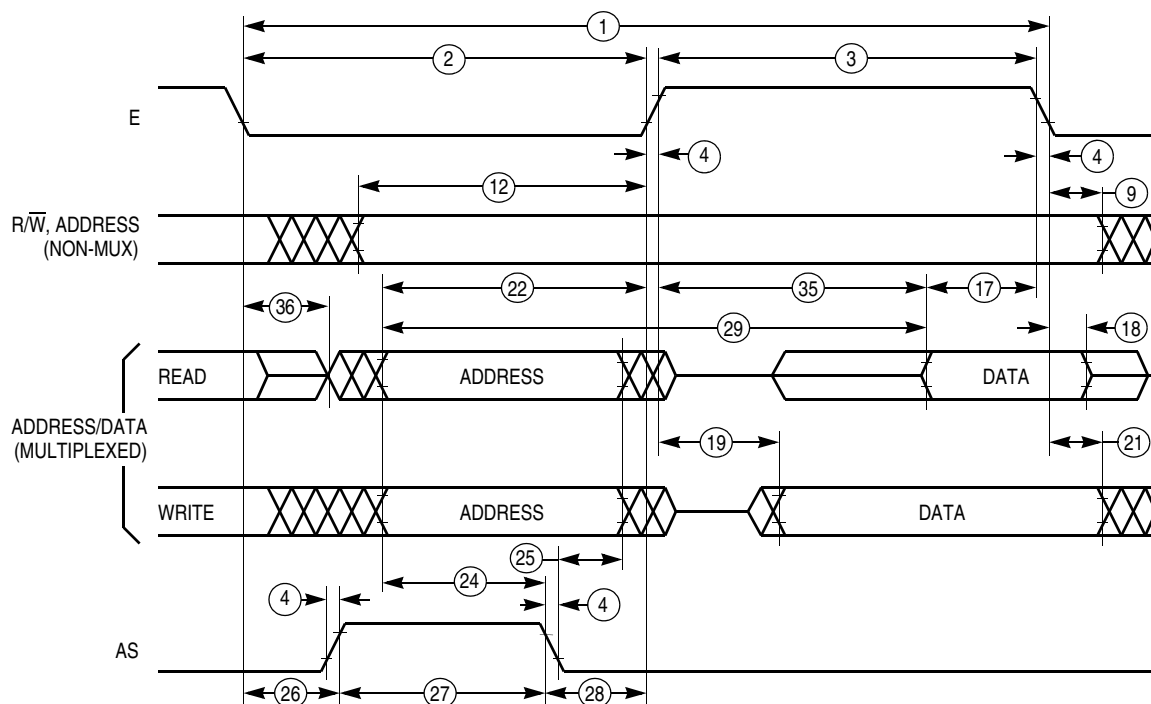 1
2
3
E
4
4
12
9
R/W̅, ADDRESS
(NON-MUX)
22
35
17
36
29
18
READ
ADDRESS
DATA
ADDRESS/DATA
(MULTIPLEXED)
19
21
WRITE
ADDRESS
DATA
25
24
4
4
AS
26
27
28